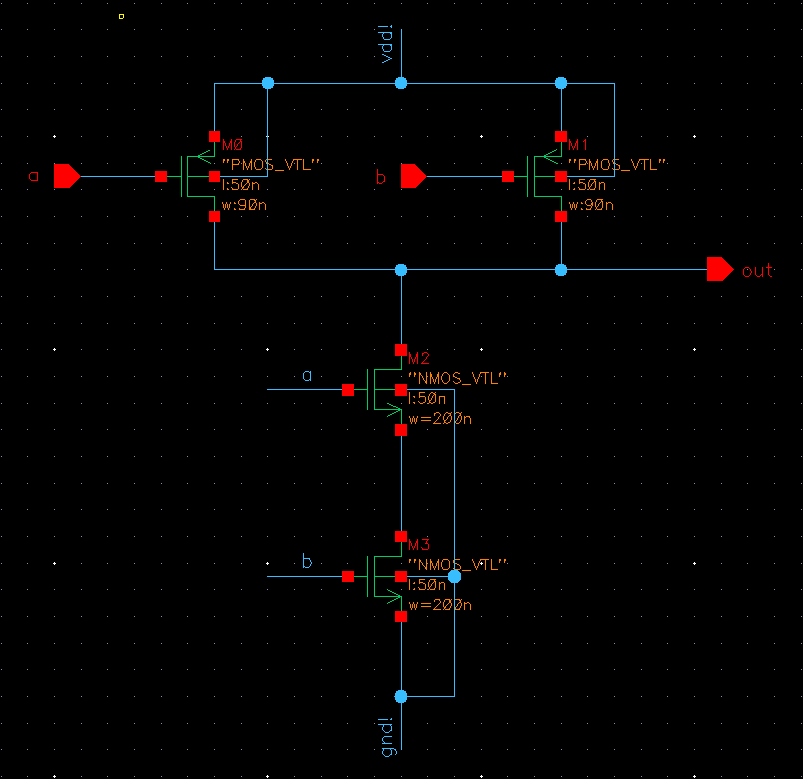 vdd!
M0
"PMOS_VTL"
l:50n
w:90n
a
M1
"PMOS_VTL"
l:50n
w:90n
b
out
M2
"NMOS_VTL"
l:50n
w=200n
a
M3
"NMOS_VTL"
l:50n
w=200n
b
gnd!